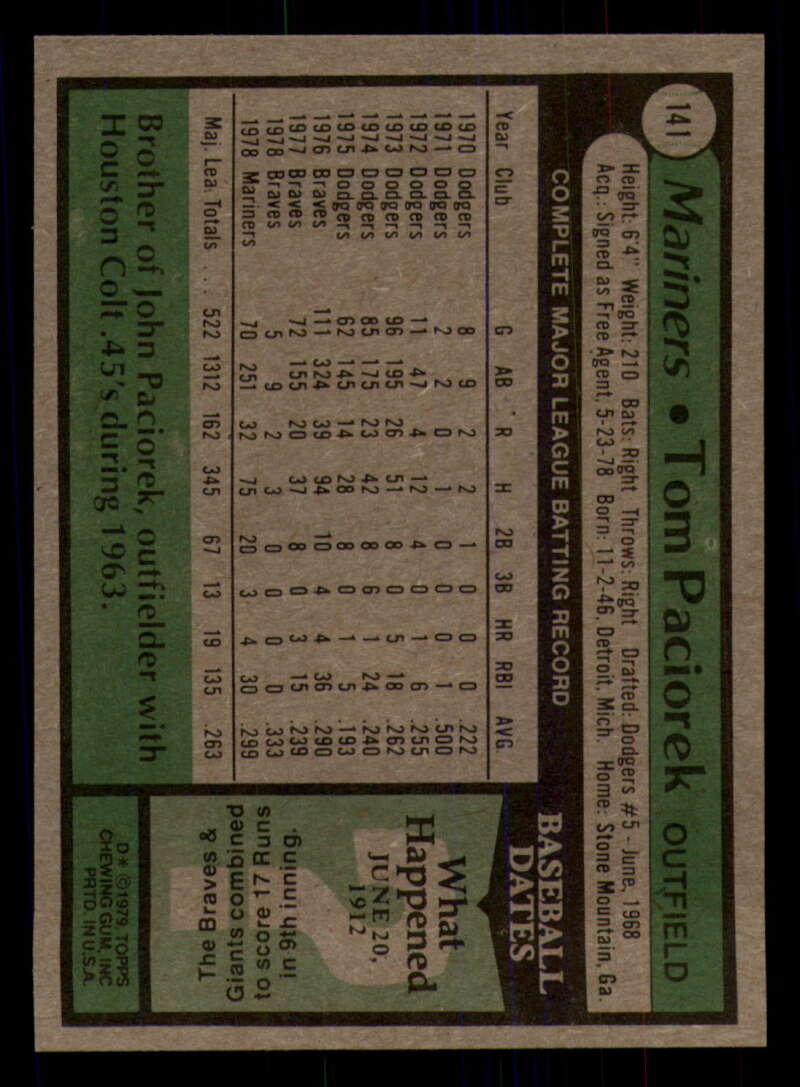 141
Mariners • Tom Paciorek OUTFIELD
Height: 6'4" Weight: 210 Bats: Right Throws: Right Drafted: Dodgers #5 - June, 1968
Acq.: Signed as Free Agent, 5-23-78 Born: 11-2-46, Detroit, Mich. Home: Stone Mountain, Ga.
COMPLETE MAJOR LEAGUE BATTING RECORD
Year Club G AB R H 2B 3B HR RBI AVG
1970 Dodgers 8 9 2 2 1 0 0 0 .222
1971 Dodgers 2 2 0 1 0 0 0 1 .500
1972 Dodgers 11 47 4 12 4 0 1 6 .255
1973 Dodgers 96 195 26 51 8 0 5 18 .262
1974 Dodgers 85 175 23 42 8 6 1 24 .240
1975 Dodgers 62 145 14 28 8 0 1 5 .193
1976 Braves 111 324 39 94 10 4 4 36 .290
1977 Braves 72 155 20 37 8 0 3 15 .239
1978 Braves 5 9 2 3 0 0 0 0 .333
1978 Mariners 70 251 32 75 20 3 4 30 .299
Maj. Lea. Totals . . . 522 1312 162 345 67 13 19 135 .263
Brother of John Paciorek, outfielder with
Houston Colt .45's during 1963.
BASEBALL
DATES
What
Happened
JUNE 20,
1912
The Braves &
Giants combined
to score 17 Runs
in 9th inning.
D* ©1979 TOPPS
CHEWING GUM, INC
PRTD. IN U.S.A.